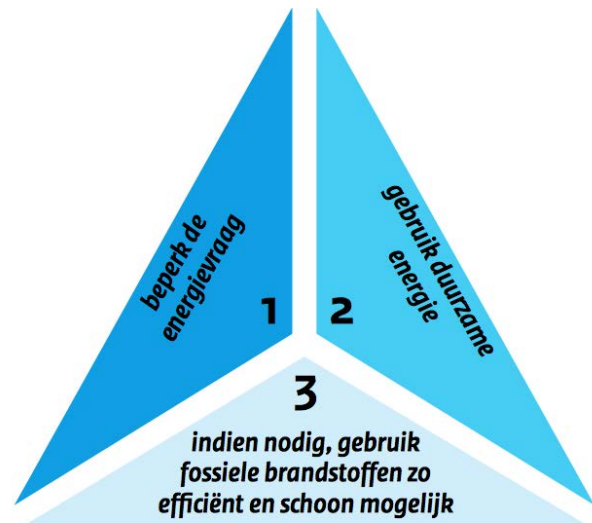 beperk de
energievraag
1
gebruik duurzame
energie
2
3
indien nodig, gebruik
fossiele brandstoffen zo
efficiënt en schoon mogelijk